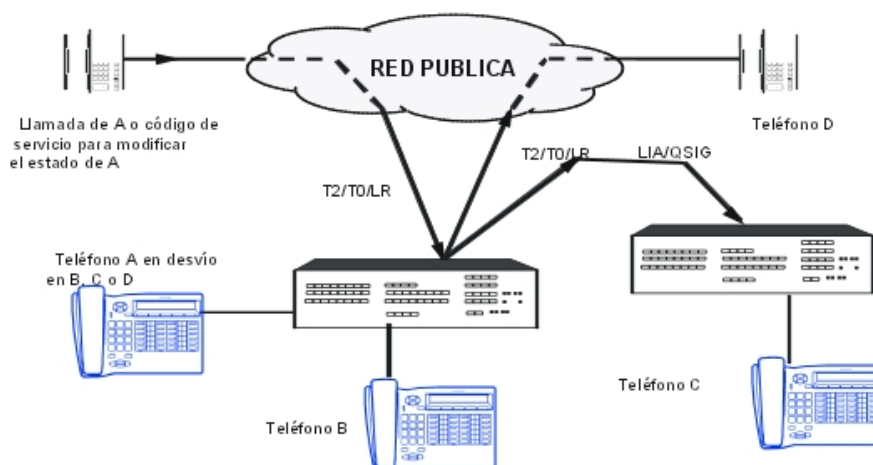 RED PUBLICA
Llamada de A o código de
servicio para modificar
el estado de A
Teléfono D
T2/T0/LR
LIA/QSIG
T2/T0/LR
Teléfono A en desvío
en B, C o D
Teléfono C
Teléfono B